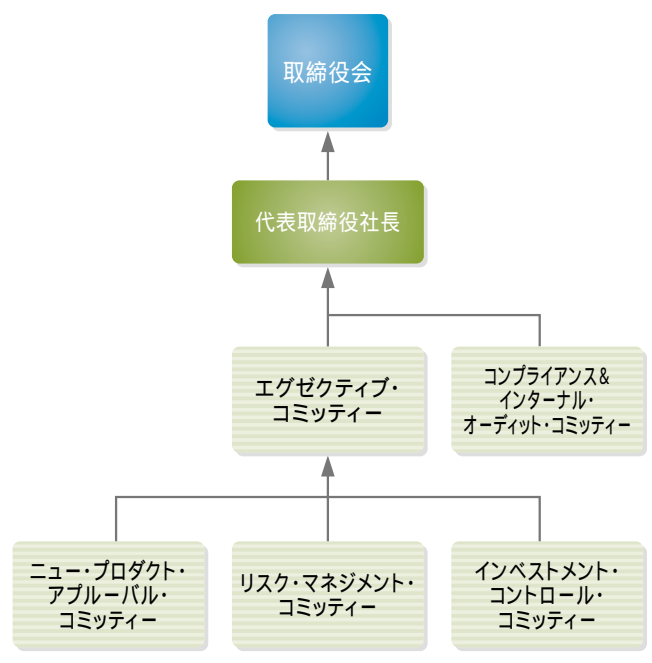 取締役会
代表取締役社長
エグゼクティブ・
コミッティー
コンプライアンス&
インターナル・
オーディット・コミッティー
ニュー・プロダクト・
アプルーバル・
コミッティー
リスク・マネジメント・
コミッティー
インベストメント・
コントロール・
コミッティー